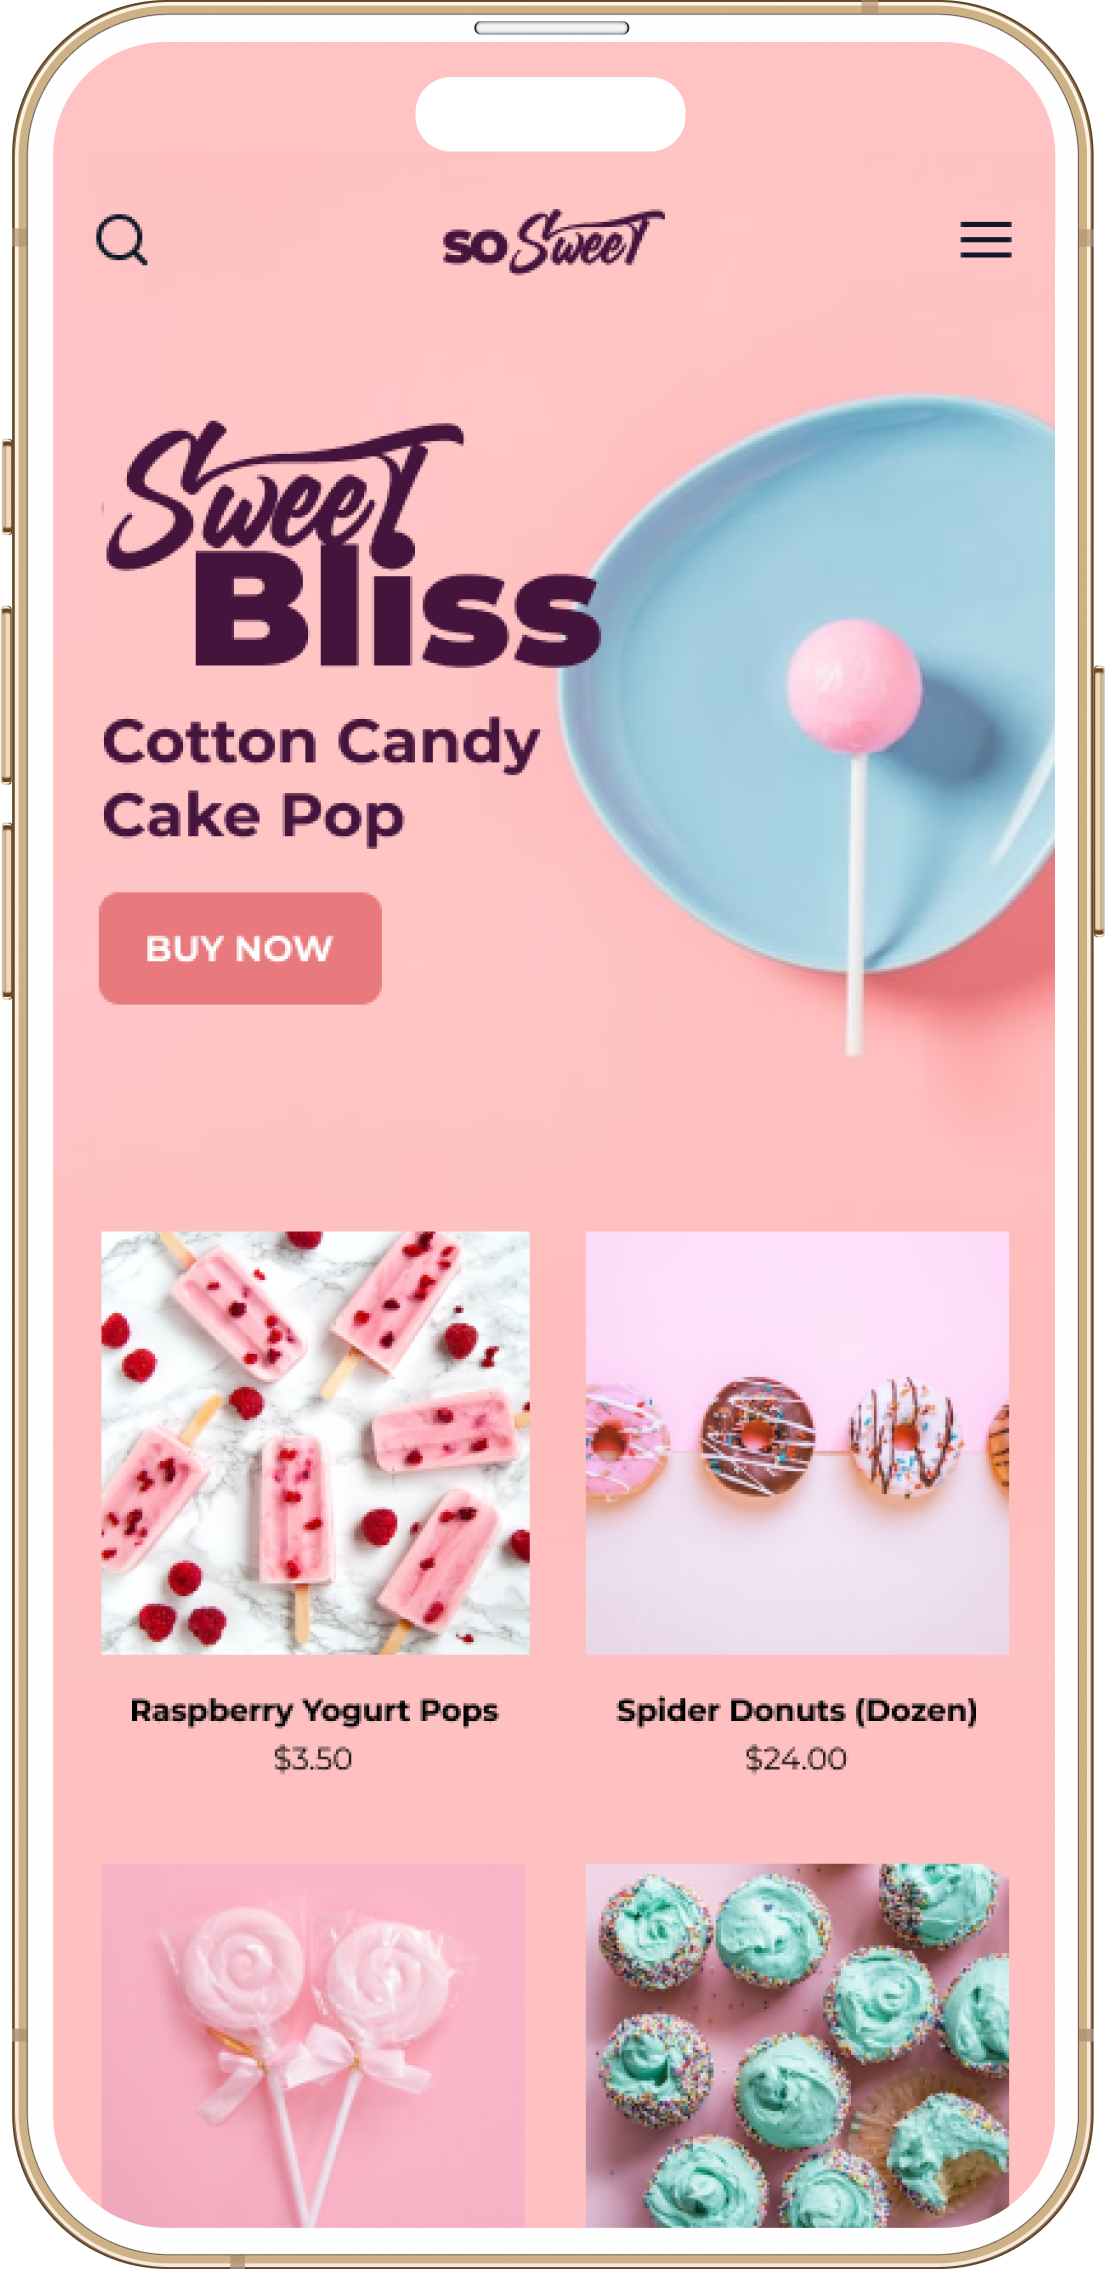 so Sweet
Sweet
Bliss
Cotton Candy
Cake Pop
BUY NOW
Raspberry Yogurt Pops
Spider Donuts (Dozen)
$3.50
$24.00